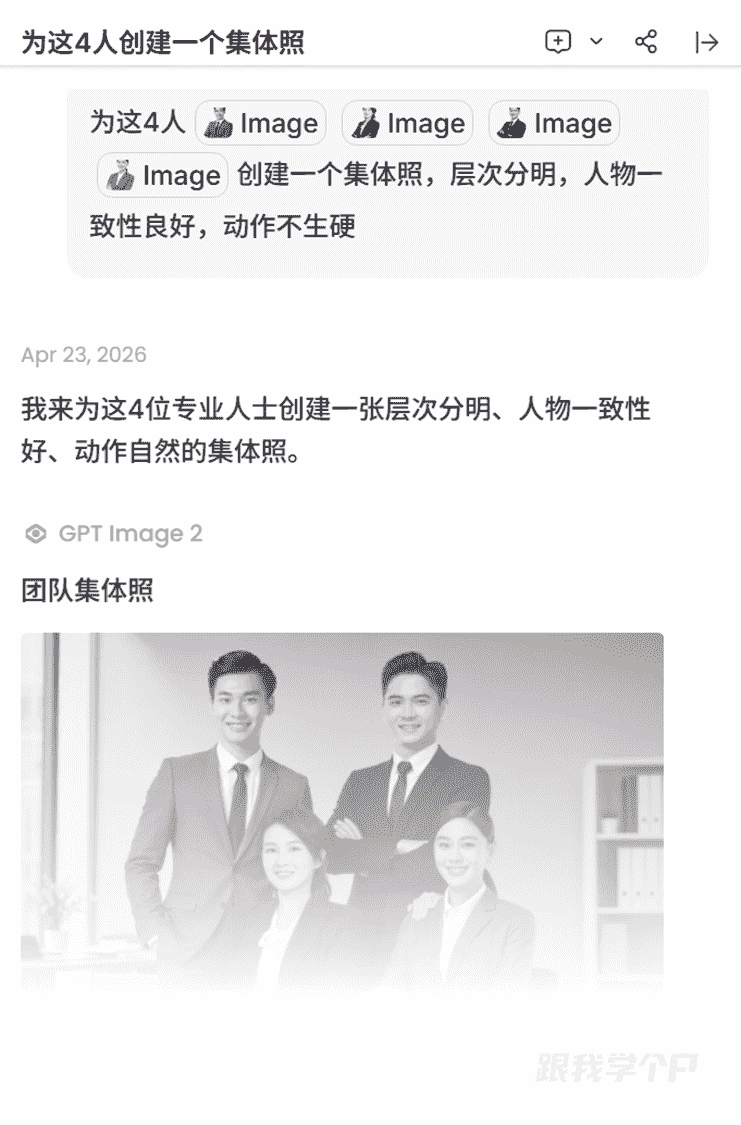 为这4人创建一个集体照
为这4人 Image Image Image
Image 创建一个集体照，层次分明，人物一
致性良好，动作不生硬
Apr 23, 2026
我来为这4位专业人士创建一张层次分明、人物一致性
好、动作自然的集体照。
GPT Image 2
团队集体照
跟我学个P